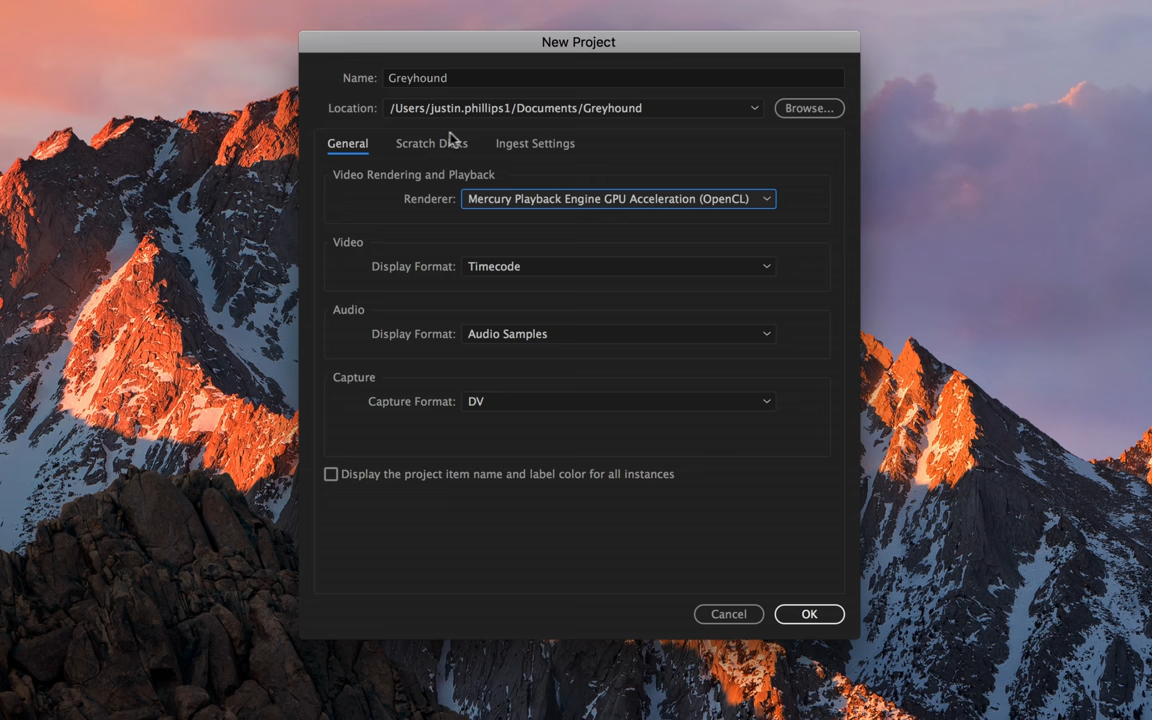 New Project
Name: Greyhound
Location: /Users/justin.phillips1/Documents/Greyhound Browse...
General Scratch Disks Ingest Settings
Video Rendering and Playback
Renderer: Mercury Playback Engine GPU Acceleration (OpenCL)
Video
Display Format: Timecode
Audio
Display Format: Audio Samples
Capture
Capture Format: DV
Display the project item name and label color for all instances
Cancel OK